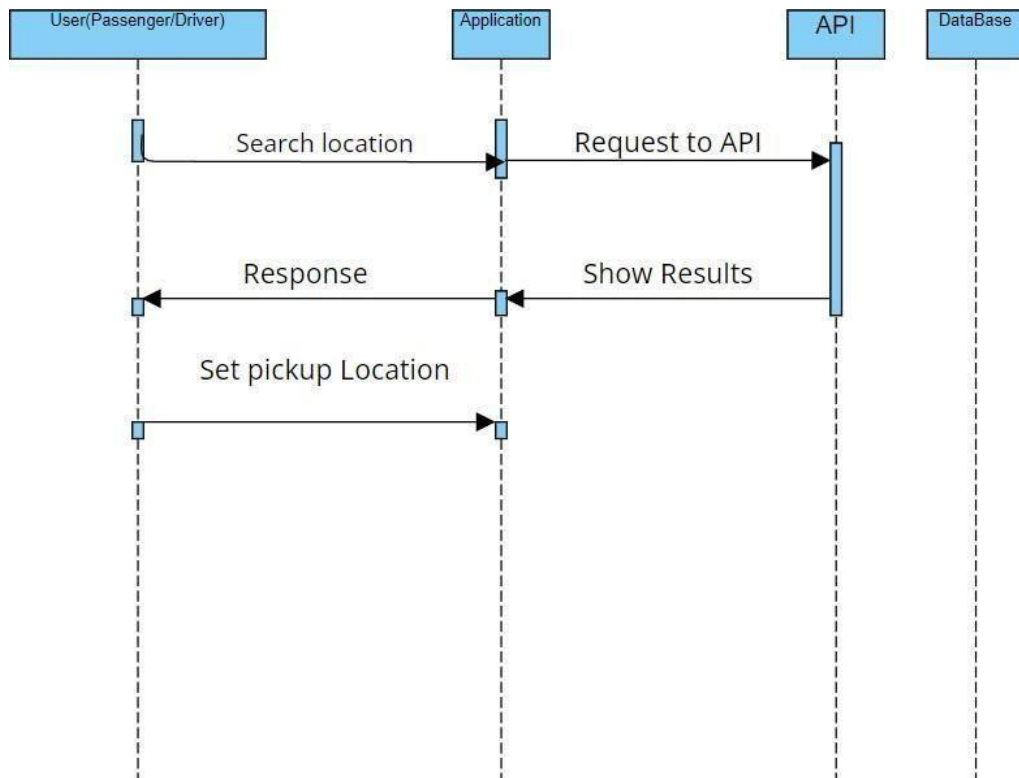 User(Passenger/Driver)
Application
API
DataBase
Search location
Request to API
Response
Show Results
Set pickup Location